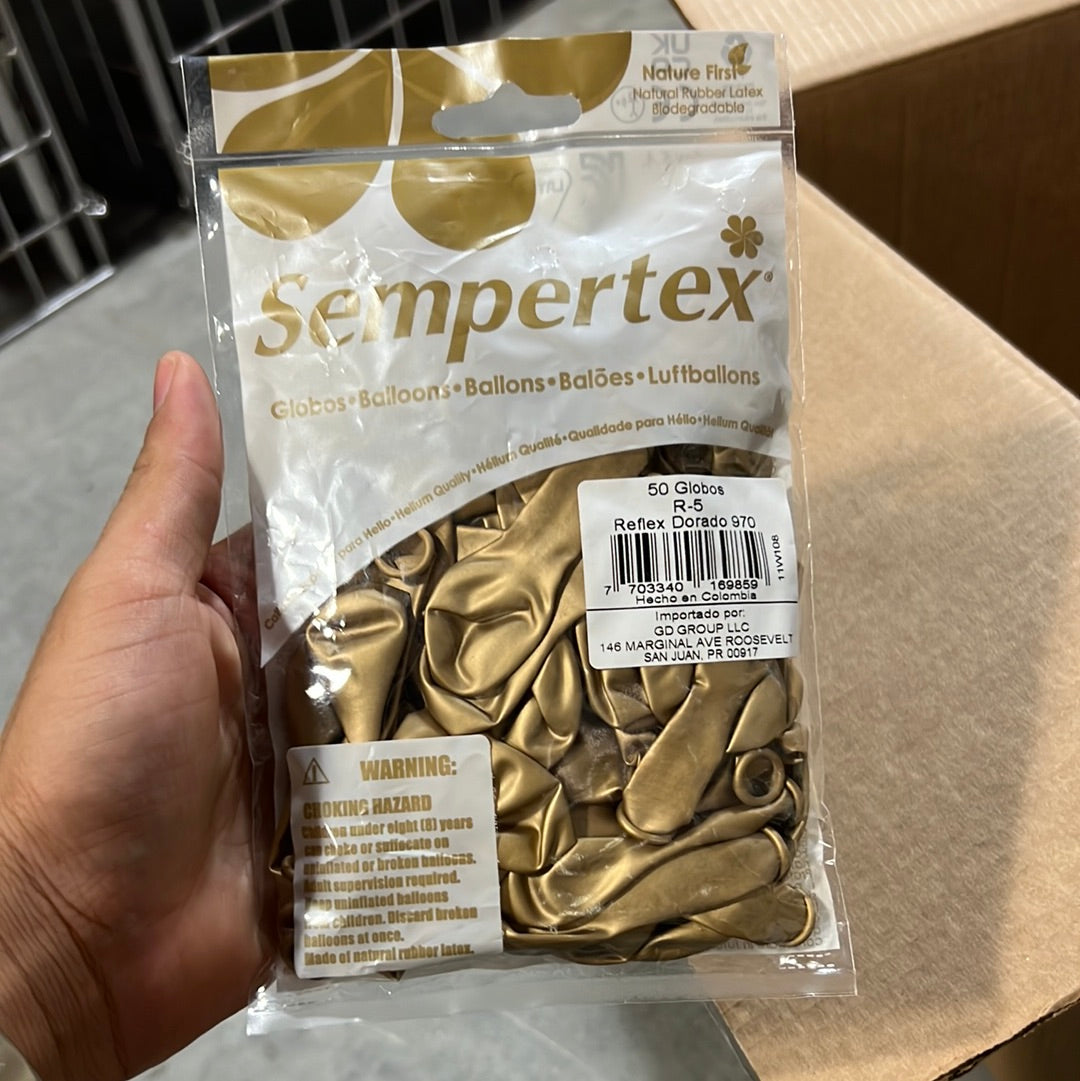 Nature First
Natural Rubber Latex
Biodegradable
Sempertex®
Globos•Balloons•Ballons•Balões•Luftballons
para Helio•Helium Quality•Hélium Qualité•Qualidade para Hélio•Helium
50 Globos
R-5
Reflex Dorado 970
11W108
7 703340 169859
Hecho en Colombia
Importado por:
GD GROUP LLC
146 MARGINAL AVE ROOSEVELT
SAN JUAN, PR 00917
WARNING:
CHOKING HAZARD
Children under eight (8) years
can choke or suffocate on
uninflated or broken balloons.
Adult supervision required.
Keep uninflated balloons
from children. Discard broken
balloons at once.
Made of natural rubber latex.